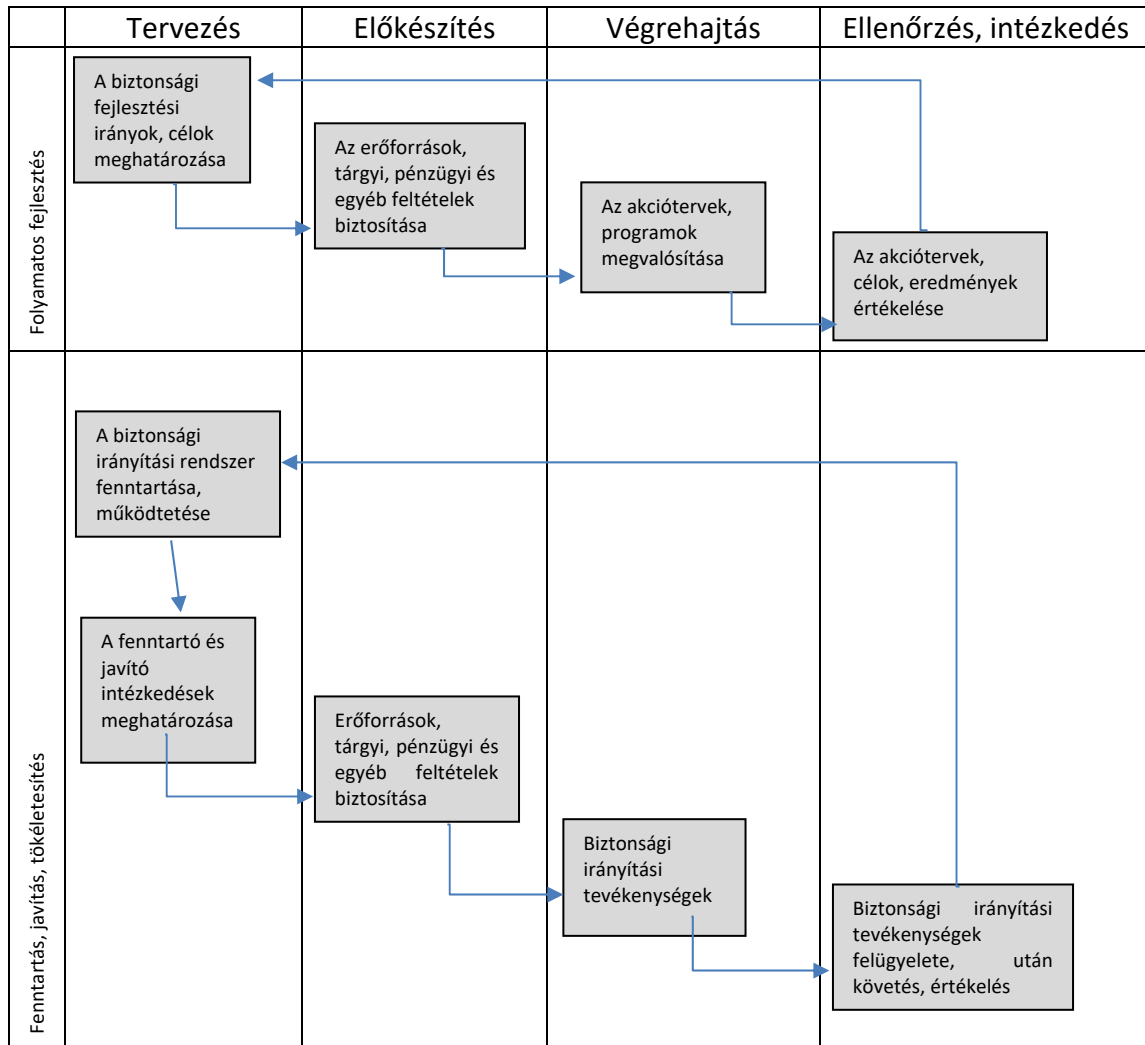 Tervezés
Előkészítés
Végrehajtás
Ellenőrzés, intézkedés
Folyamatos fejlesztés
A biztonsági
fejlesztési
irányok, célok
meghatározása
Az erőforrások,
tárgyi, pénzügyi és
egyéb feltételek
biztosítása
Az akciótervek,
programok
megvalósítása
Az akciótervek,
célok, eredmények
értékelése
Fenntartás, javítás, tökéletesítés
A biztonsági
irányítási rendszer
fenntartása,
működtetése
A fenntartó és
javító
intézkedések
meghatározása
Erőforrások,
tárgyi, pénzügyi és
egyéb feltételek
biztosítása
Biztonsági
irányítási
tevékenységek
Biztonsági irányítási
tevékenységek
felügyelete, után
követés, értékelés